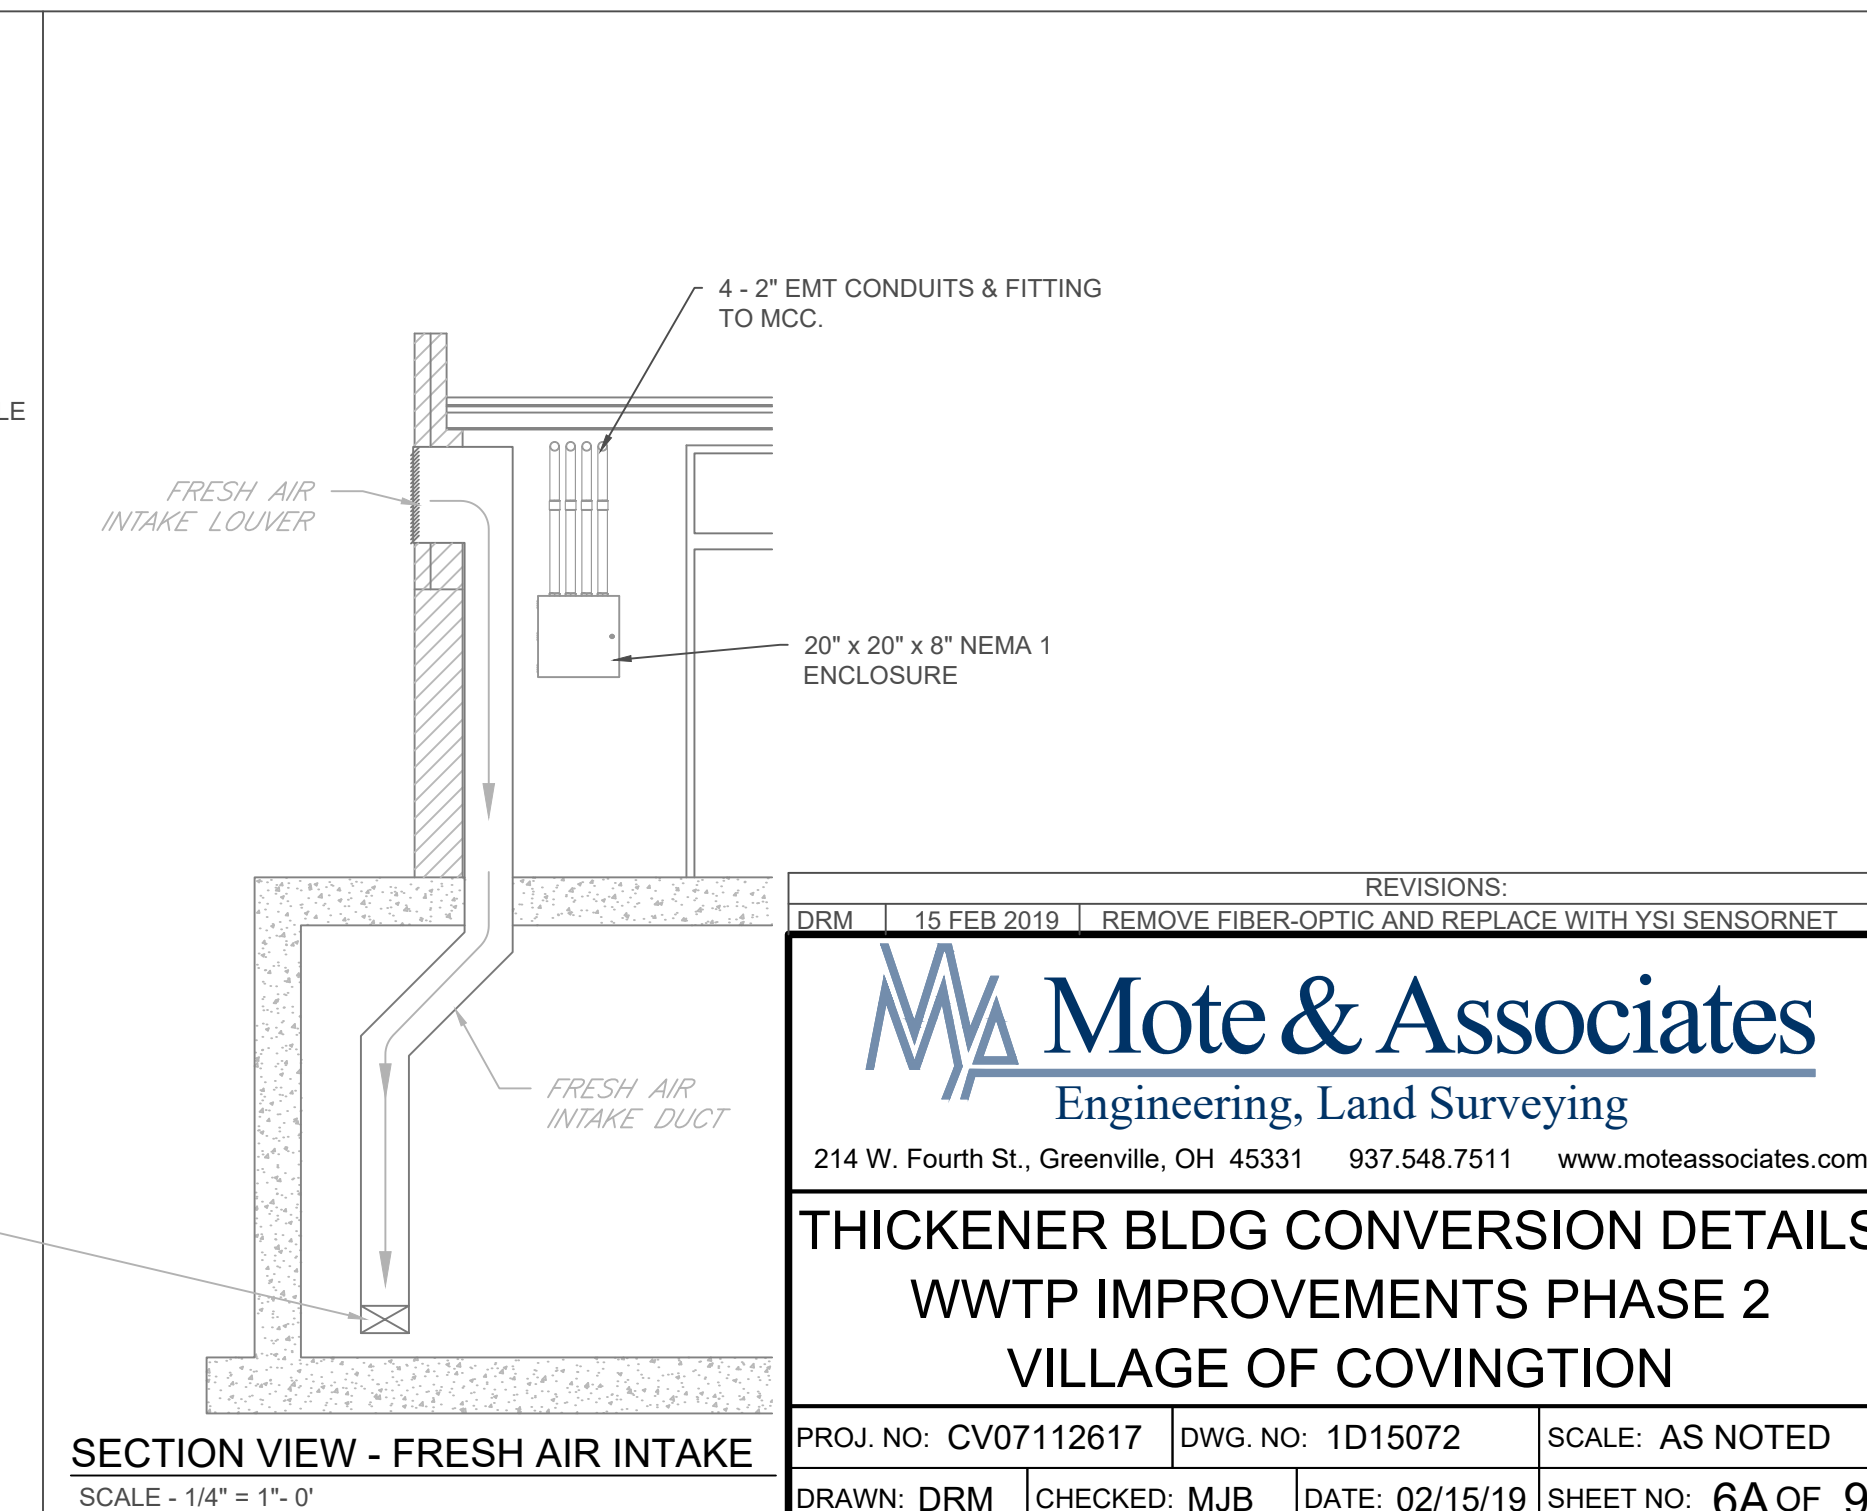 4 - 2" EMT CONDUITS & FITTING
TO MCC.
LE
FRESH AIR
INTAKE LOUVER
20" x 20" x 8" NEMA 1
ENCLOSURE
FRESH AIR
INTAKE DUCT
SECTION VIEW - FRESH AIR INTAKE
SCALE - 1/4" = 1"- 0'
REVISIONS:
DRM 15 FEB 2019 REMOVE FIBER-OPTIC AND REPLACE WITH YSI SENSORNET
Mote & Associates
Engineering, Land Surveying
214 W. Fourth St., Greenville, OH 45331 937.548.7511 www.moteassociates.com
THICKENER BLDG CONVERSION DETAILS
WWTP IMPROVEMENTS PHASE 2
VILLAGE OF COVINGTION
PROJ. NO: CV07112617 DWG. NO: 1D15072 SCALE: AS NOTED
DRAWN: DRM CHECKED: MJB DATE: 02/15/19 SHEET NO: 6A OF 9